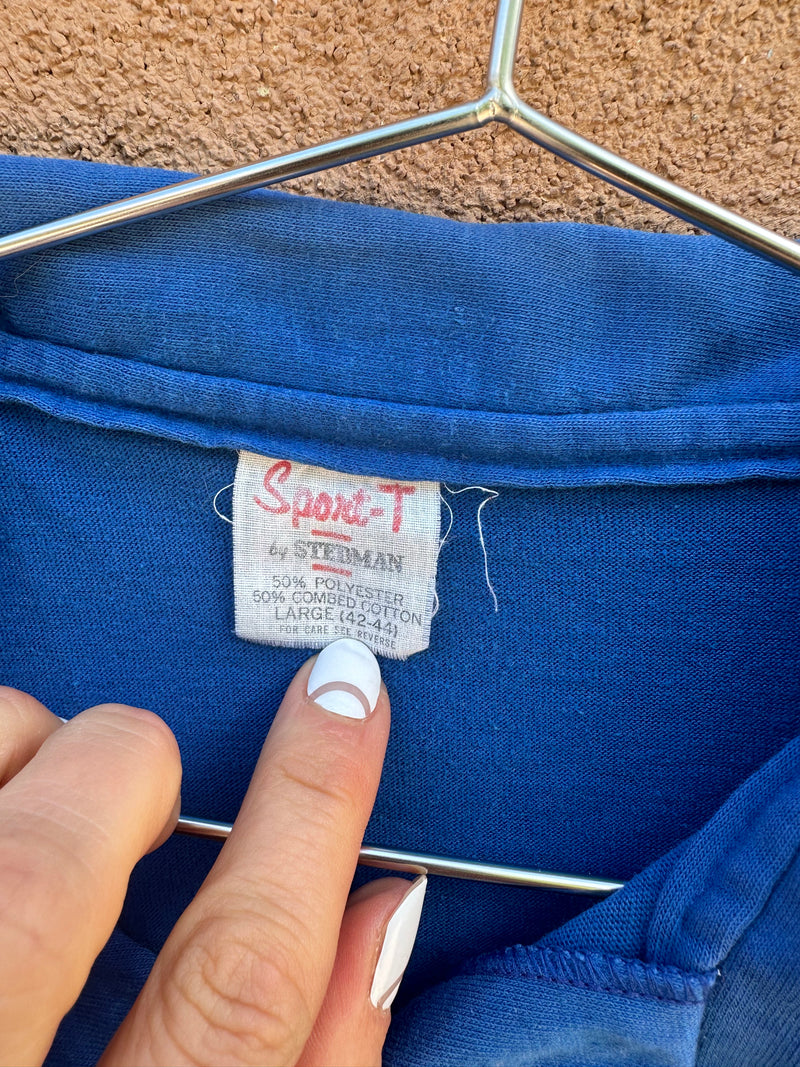 Sport-T
by STEDMAN
50% POLYESTER
50% COMBED COTTON
LARGE (42-44)
FOR CARE SEE REVERSE